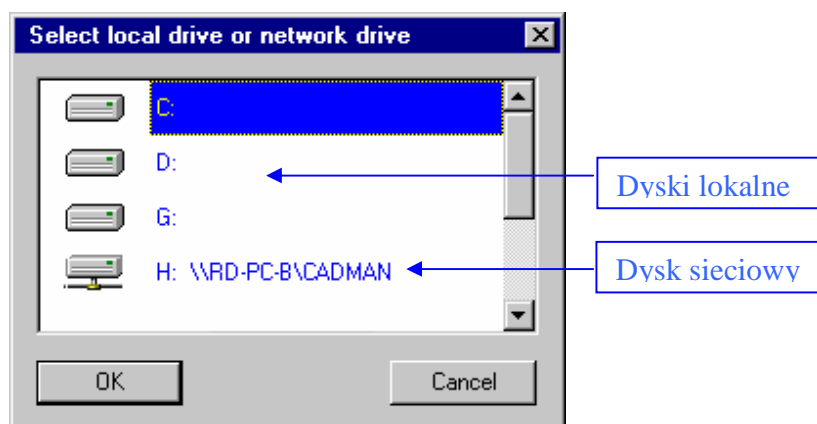 Select local drive or network drive
C:
D:
Dyski lokalne
G:
H: \\RD-PC-B\CADMAN
Dysk sieciowy
OK
Cancel